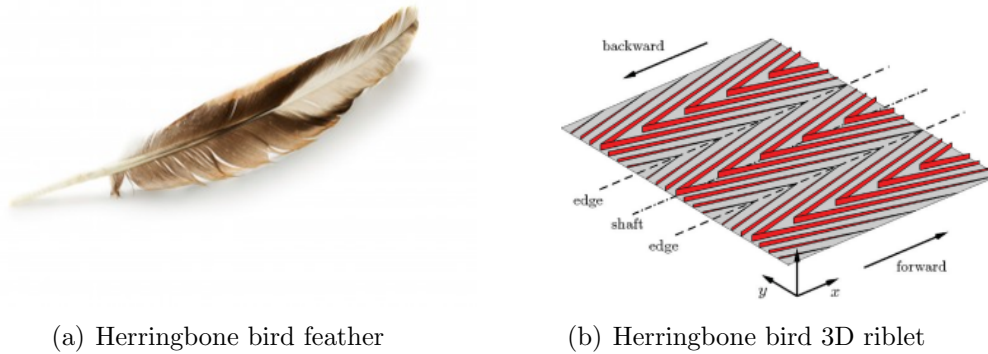 backward
edge
shaft
edge
forward
y
x
(a) Herringbone bird feather
(b) Herringbone bird 3D riblet